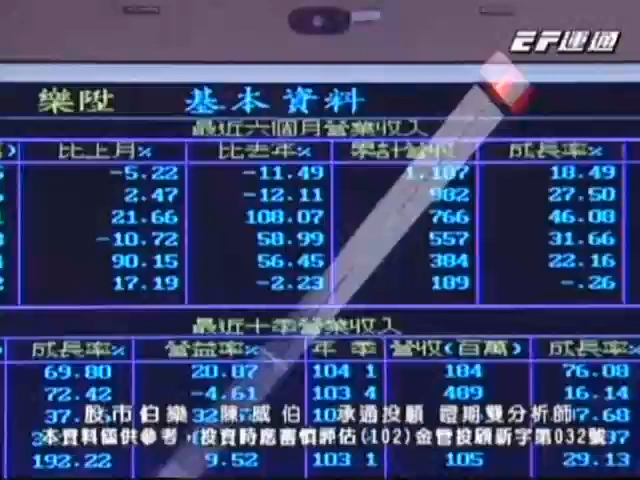 EF運通
樂陞 基本資料
最近六個月營業收入
比上月% 比去年% 累計營收 成長率%
-5.22 -11.49 1,107 18.49
2.47 -12.11 982 27.50
21.66 108.07 766 46.08
-10.72 58.99 557 31.66
90.15 56.45 384 22.16
17.19 -2.23 189 -.26
最近十季營業收入
成長率% 營益率% 年 季 營收(百萬) 成長率%
69.80 20.07 104 1 184 76.08
72.42 -4.61 103 4 489 16.14
股市伯樂 陳威伯 承通投顧 證期雙分析師
本資料僅供參考，投資時應審慎評估(102)金管投顧新字第032號
192.22 9.52 103 1 105 29.13